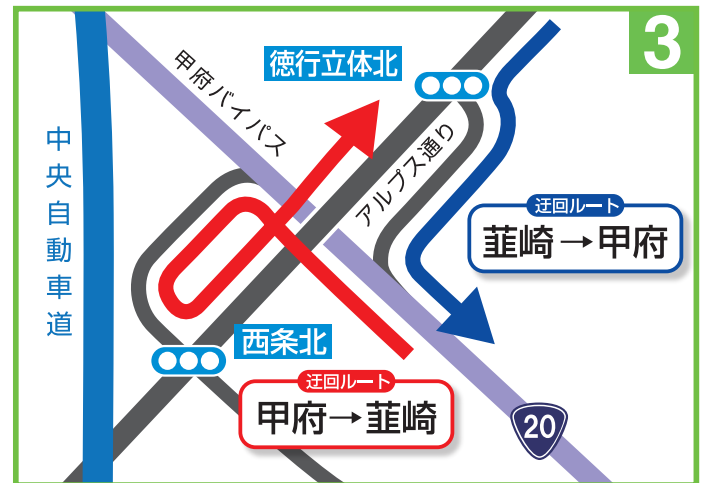 3
徳行立体北
甲府バイパス
アルプス通り
中央自動車道
迂回ルート
韮崎→甲府
西条北
迂回ルート
甲府→韮崎
20